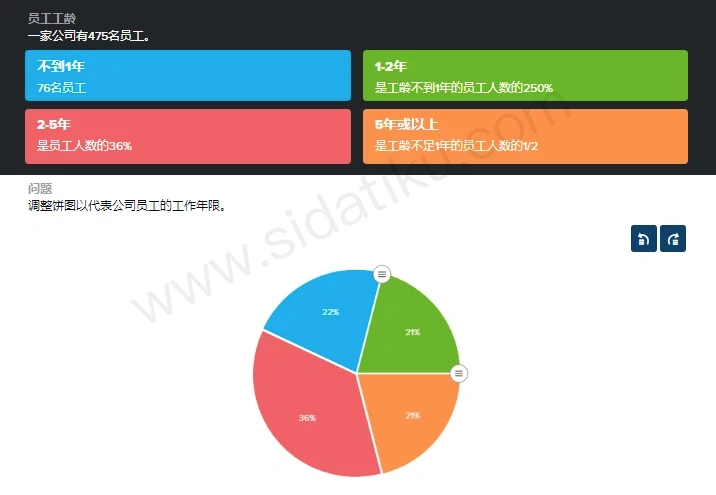 员工工龄
一家公司有475名员工。
不到1年
76名员工
1-2年
是工龄不到1年的员工人数的250%
2-5年
是员工人数的36%
5年或以上
是工龄不足1年的员工人数的1/2
问题
调整饼图以代表公司员工的工作年限。
22%
21%
36%
21%
www.sidatiku.com